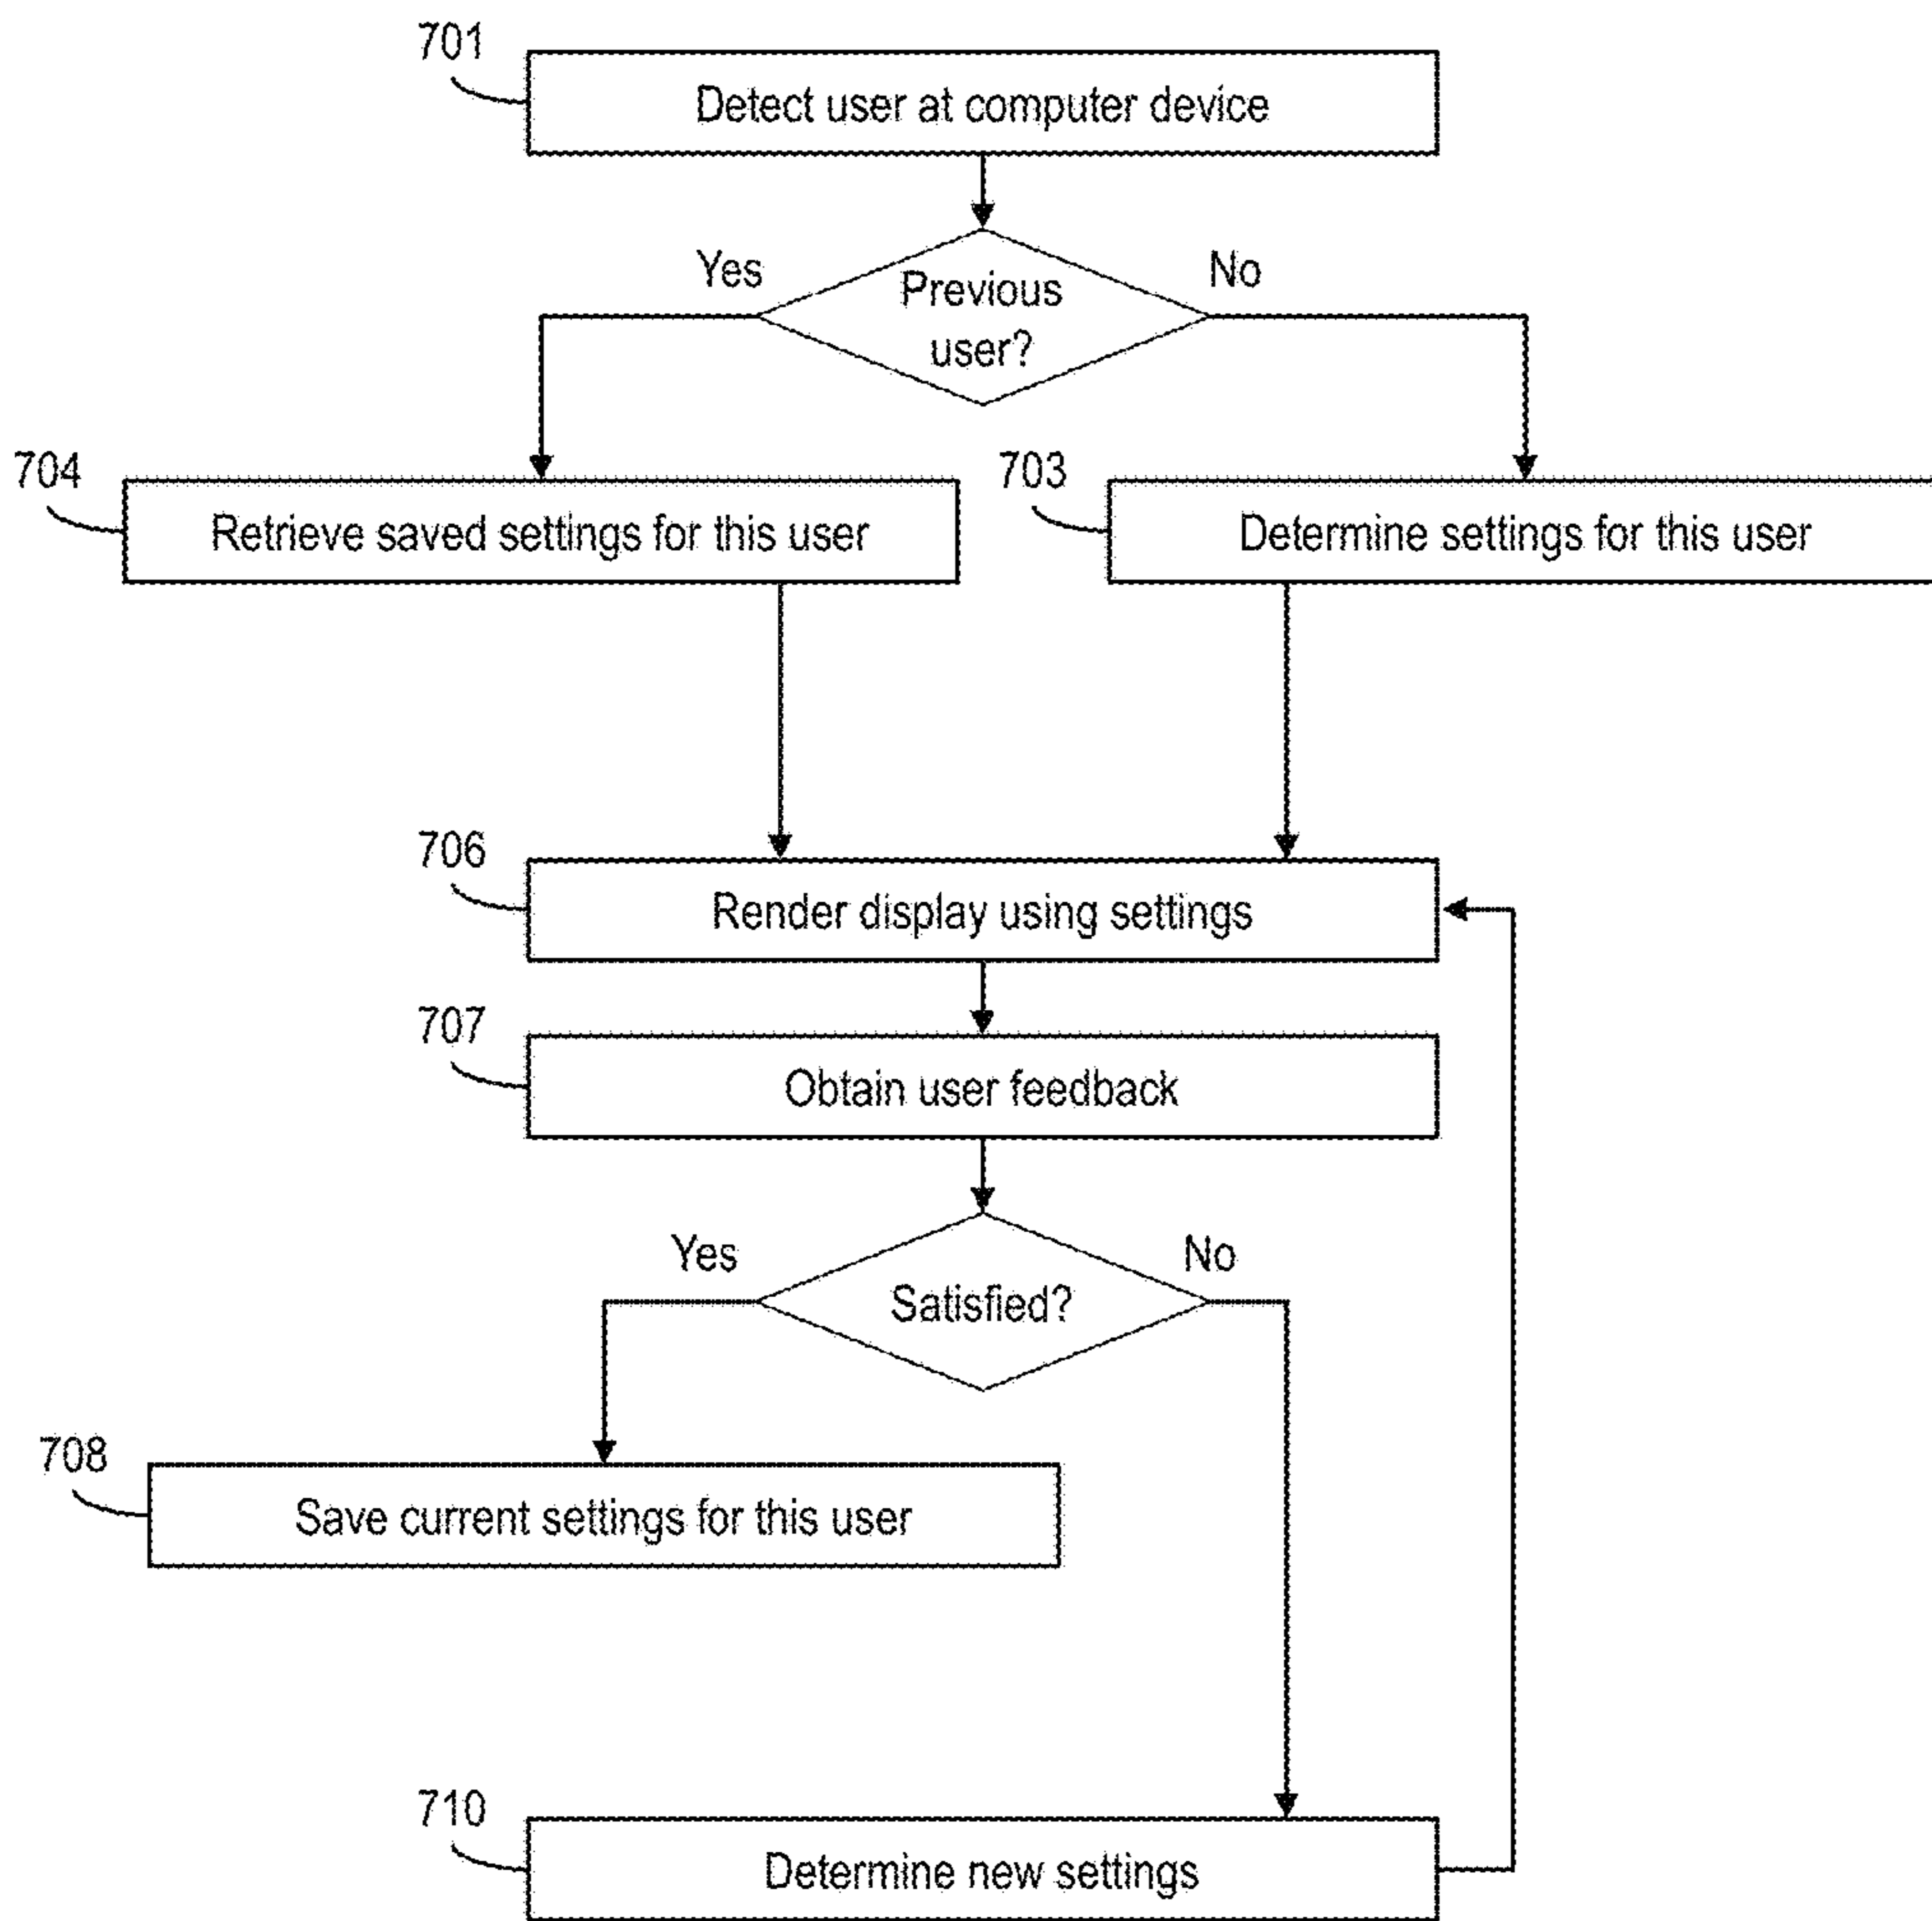 701
Detect user at computer device
Yes
No
Previous
user?
704
703
Retrieve saved settings for this user
Determine settings for this user
706
Render display using settings
707
Obtain user feedback
Yes
No
Satisfied?
708
Save current settings for this user
710
Determine new settings